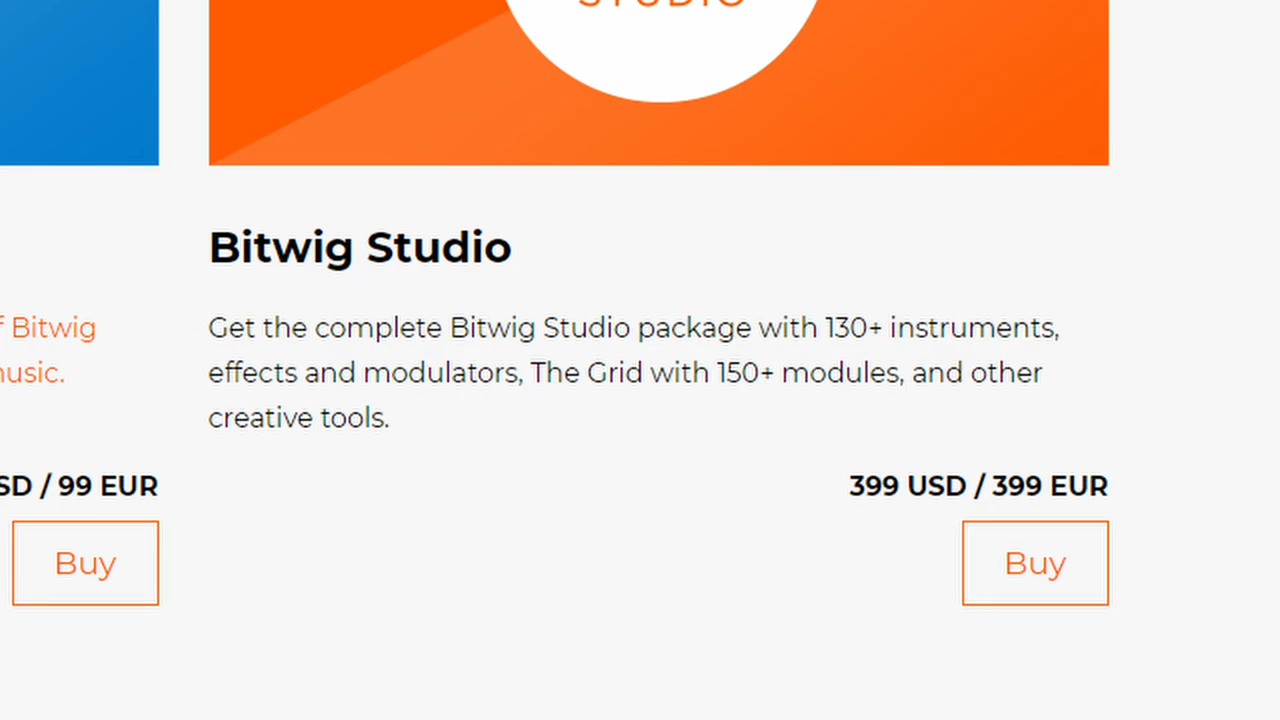 STUDIO
Bitwig Studio
Bitwig
Get the complete Bitwig Studio package with 130+ instruments,
effects and modulators, The Grid with 150+ modules, and other
creative tools.
/ 99 EUR
399 USD / 399 EUR
Buy
Buy